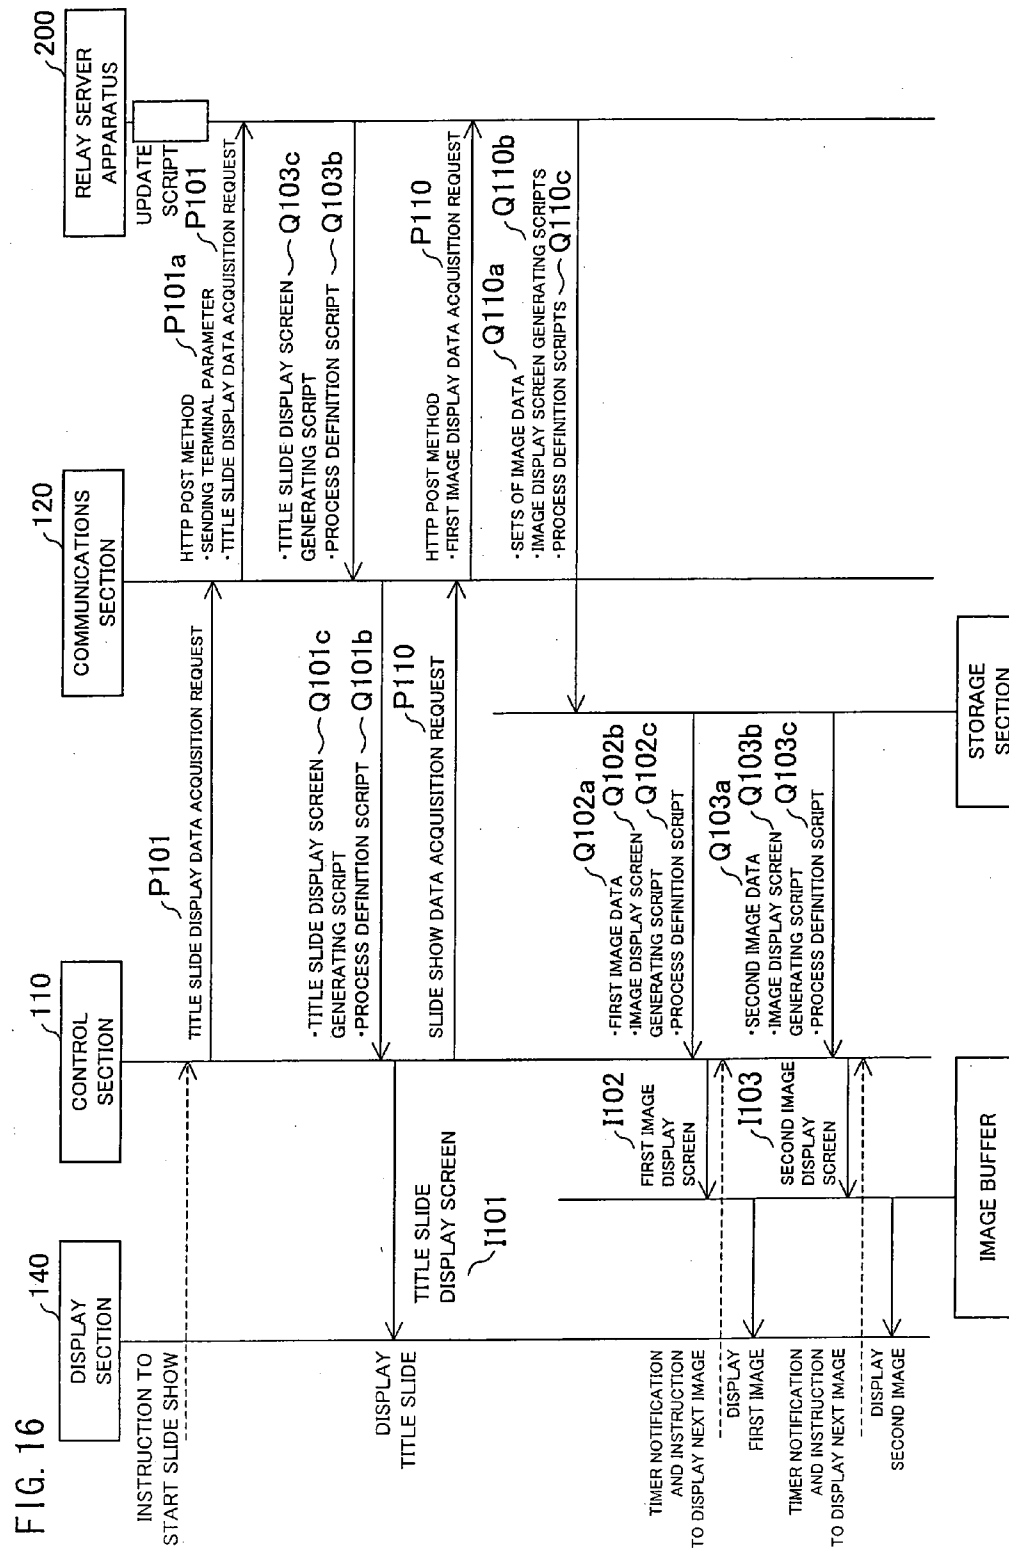 FIG. 16
140
DISPLAY
SECTION
110
CONTROL
SECTION
120
COMMUNICATIONS
SECTION
200
RELAY SERVER
APPARATUS
UPDATE
SCRIPT
INSTRUCTION TO
START SLIDE SHOW
P101
TITLE SLIDE DISPLAY DATA ACQUISITION REQUEST
HTTP POST METHOD
P101a
・SENDING TERMINAL PARAMETER
P101
・TITLE SLIDE DISPLAY DATA ACQUISITION REQUEST
・TITLE SLIDE DISPLAY SCREEN
GENERATING SCRIPT
Q103c
・PROCESS DEFINITION SCRIPT
Q103b
・TITLE SLIDE DISPLAY SCREEN
GENERATING SCRIPT
Q101c
・PROCESS DEFINITION SCRIPT
Q101b
DISPLAY
TITLE SLIDE
TITLE SLIDE
DISPLAY SCREEN
I101
P110
SLIDE SHOW DATA ACQUISITION REQUEST
HTTP POST METHOD
P110
・FIRST IMAGE DISPLAY DATA ACQUISITION REQUEST
Q110a
Q110b
・SETS OF IMAGE DATA
・IMAGE DISPLAY SCREEN GENERATING SCRIPTS
・PROCESS DEFINITION SCRIPTS
Q110c
Q102a
・FIRST IMAGE DATA
Q102b
・IMAGE DISPLAY SCREEN
GENERATING SCRIPT
Q102c
・PROCESS DEFINITION SCRIPT
I102
FIRST IMAGE
DISPLAY
SCREEN
TIMER NOTIFICATION
AND INSTRUCTION
TO DISPLAY NEXT IMAGE
DISPLAY
FIRST IMAGE
Q103a
・SECOND IMAGE DATA
Q103b
・IMAGE DISPLAY SCREEN
GENERATING SCRIPT
Q103c
・PROCESS DEFINITION SCRIPT
I103
SECOND IMAGE
DISPLAY
SCREEN
TIMER NOTIFICATION
AND INSTRUCTION
TO DISPLAY NEXT IMAGE
DISPLAY
SECOND IMAGE
IMAGE BUFFER
STORAGE
SECTION